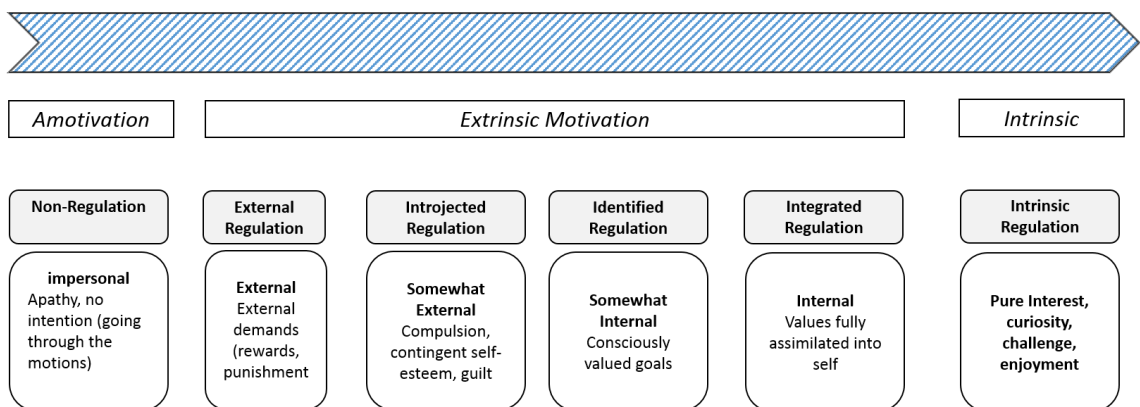 Amotivation
Extrinsic Motivation
Intrinsic
Non-Regulation
External
Regulation
Introjected
Regulation
Identified
Regulation
Integrated
Regulation
Intrinsic
Regulation
impersonal
Apathy, no
intention (going
through the
motions)
External
External
demands
(rewards,
punishment
Somewhat
External
Compulsion,
contingent self-
esteem, guilt
Somewhat
Internal
Consciously
valued goals
Internal
Values fully
assimilated into
self
Pure Interest,
curiosity,
challenge,
enjoyment